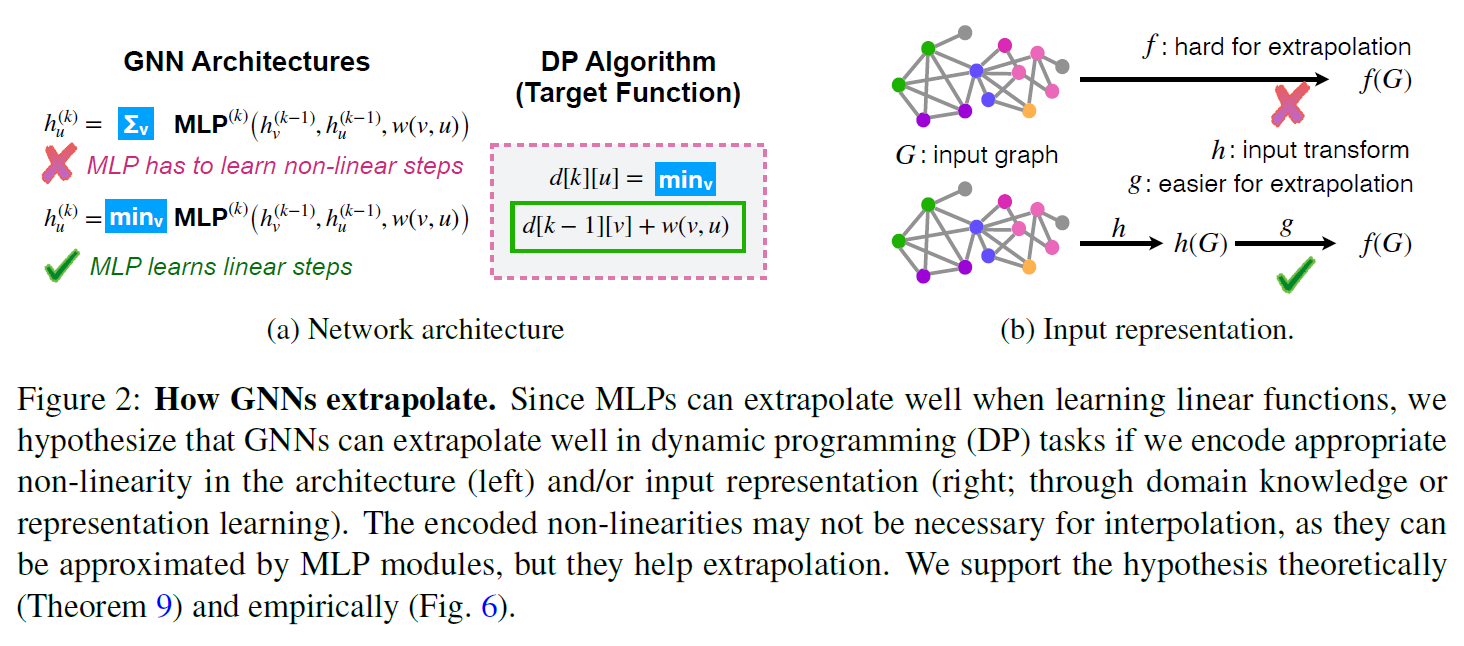 GNN Architectures
h_u^{(k)} = Σ_v MLP^{(k)}(h_v^{(k−1)}, h_u^{(k−1)}, w(v, u))
MLP has to learn non-linear steps
h_u^{(k)} = min_v MLP^{(k)}(h_v^{(k−1)}, h_u^{(k−1)}, w(v, u))
MLP learns linear steps
DP Algorithm
(Target Function)
d[k][u] = min_v
d[k − 1][v] + w(v, u)
(a) Network architecture
f : hard for extrapolation
f(G)
G : input graph
h : input transform
g : easier for extrapolation
h
h(G)
g
f(G)
(b) Input representation.
Figure 2: How GNNs extrapolate. Since MLPs can extrapolate well when learning linear functions, we
hypothesize that GNNs can extrapolate well in dynamic programming (DP) tasks if we encode appropriate
non-linearity in the architecture (left) and/or input representation (right; through domain knowledge or
representation learning). The encoded non-linearities may not be necessary for interpolation, as they can
be approximated by MLP modules, but they help extrapolation. We support the hypothesis theoretically
(Theorem 9) and empirically (Fig. 6).